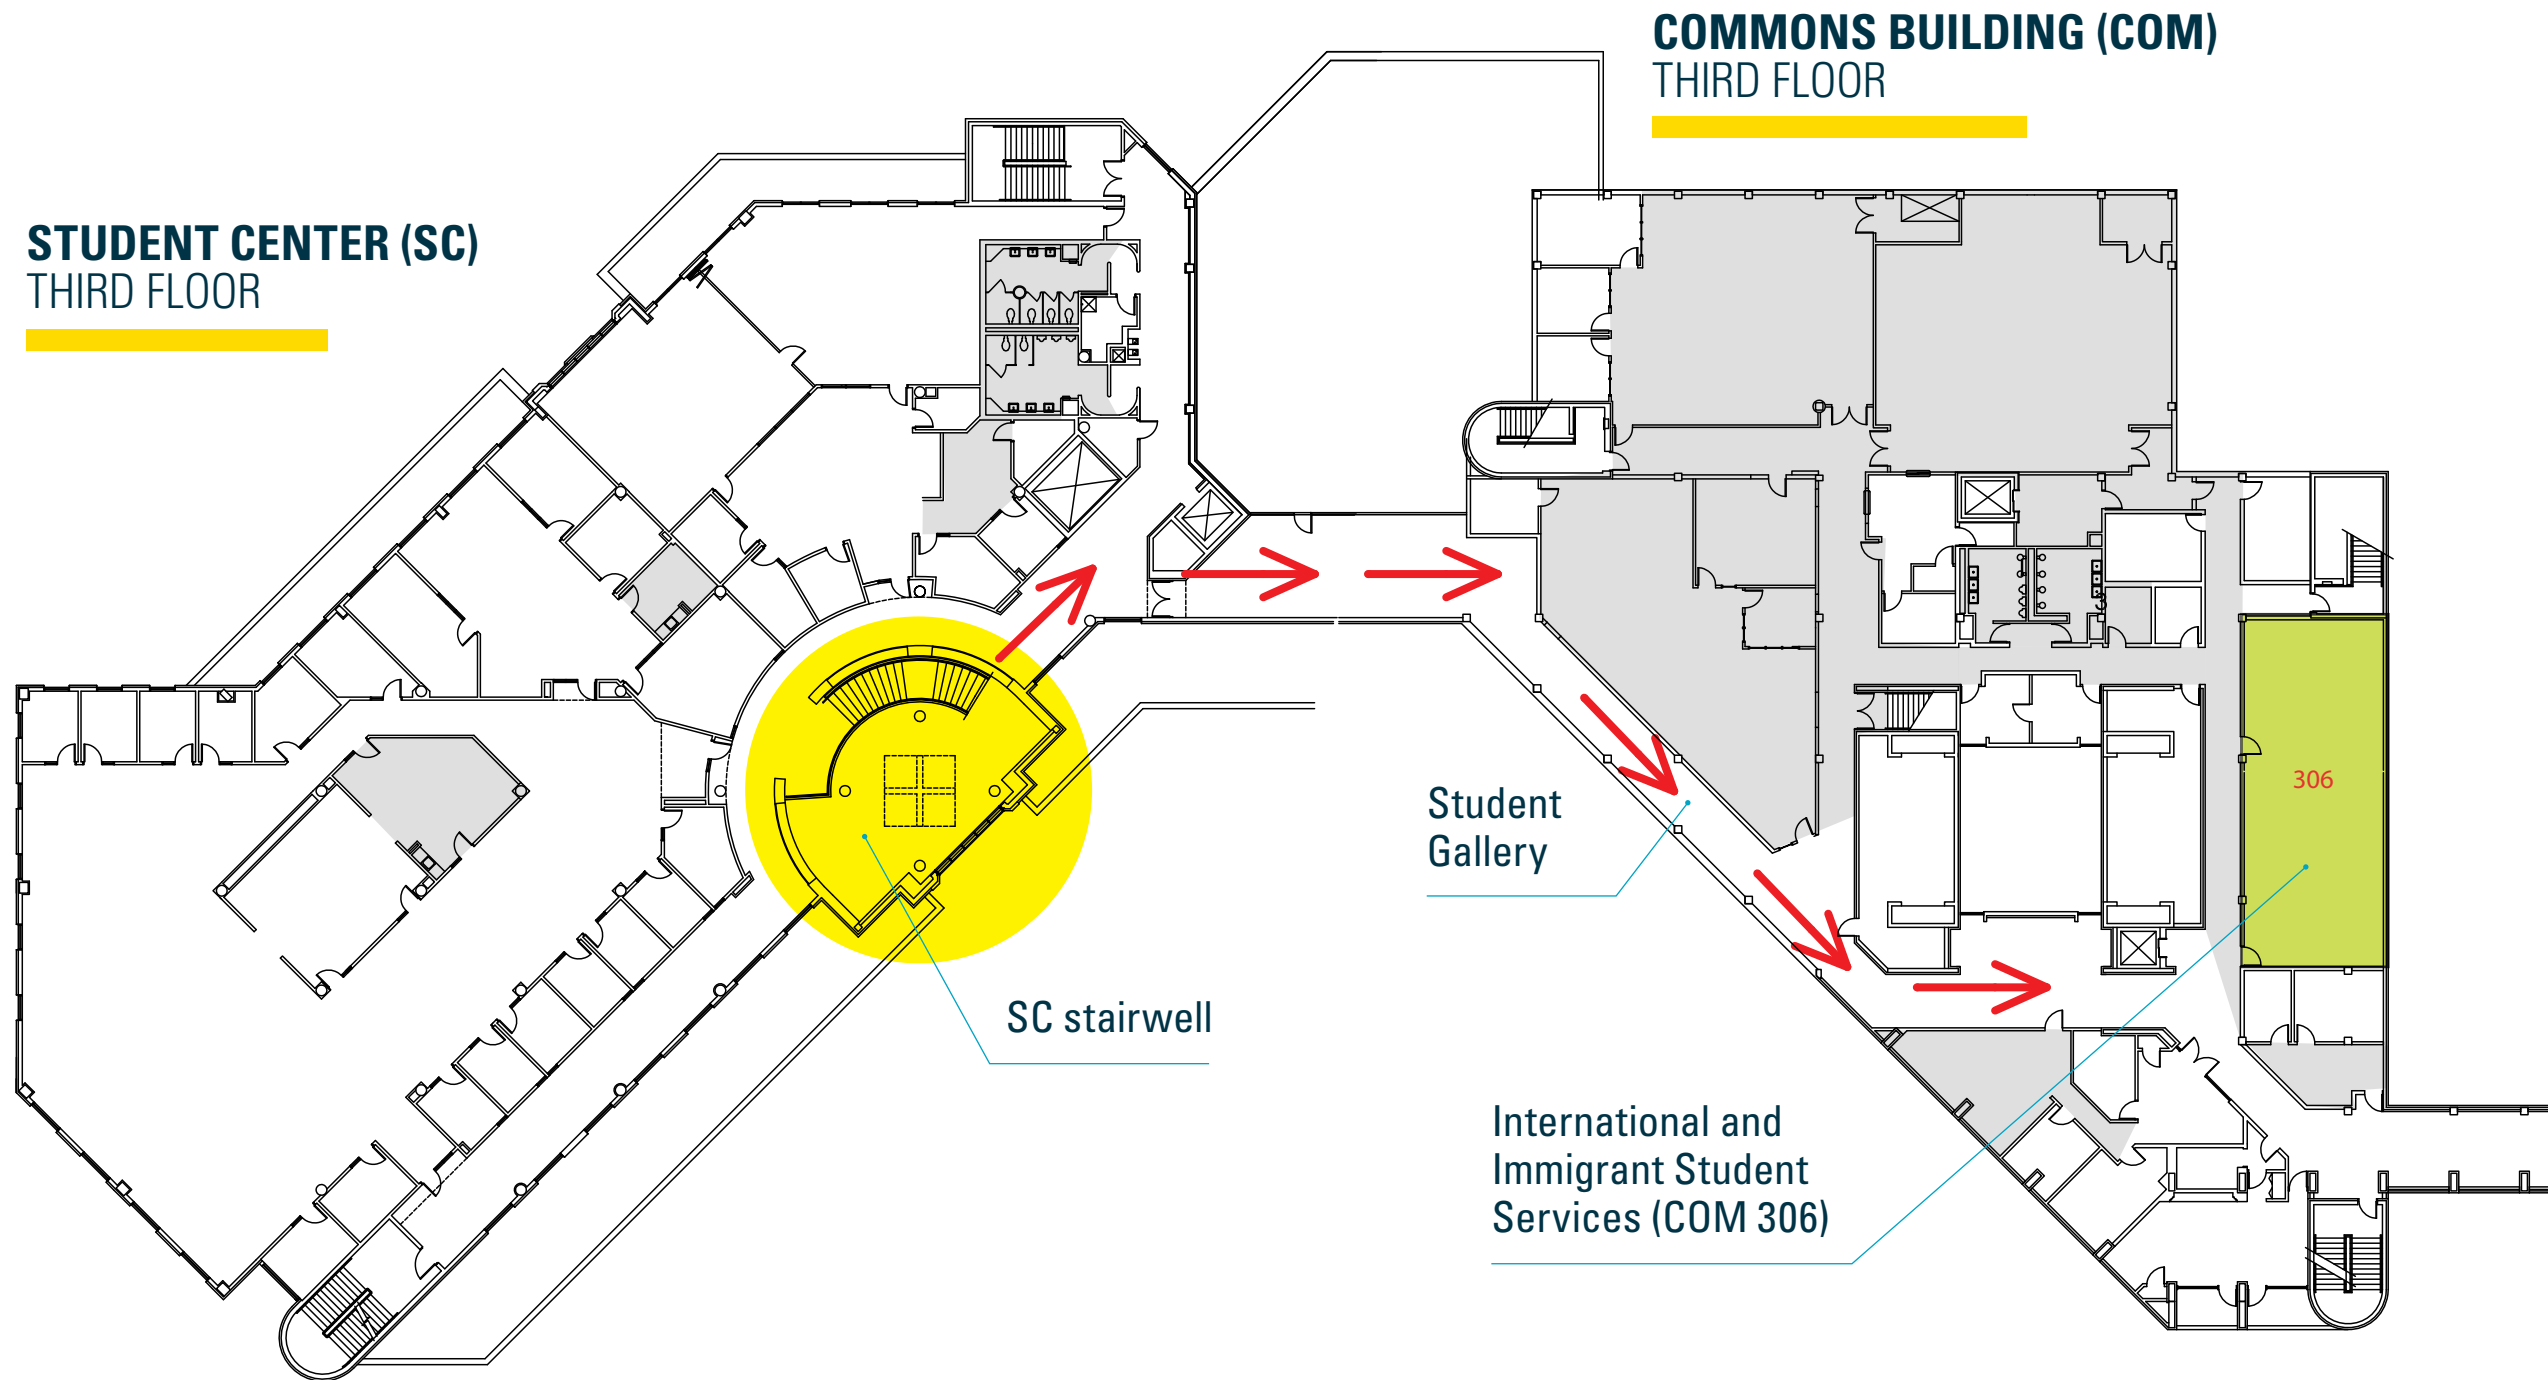 COMMONS BUILDING (COM)
THIRD FLOOR
STUDENT CENTER (SC)
THIRD FLOOR
306
Student
Gallery
SC stairwell
International and
Immigrant Student
Services (COM 306)